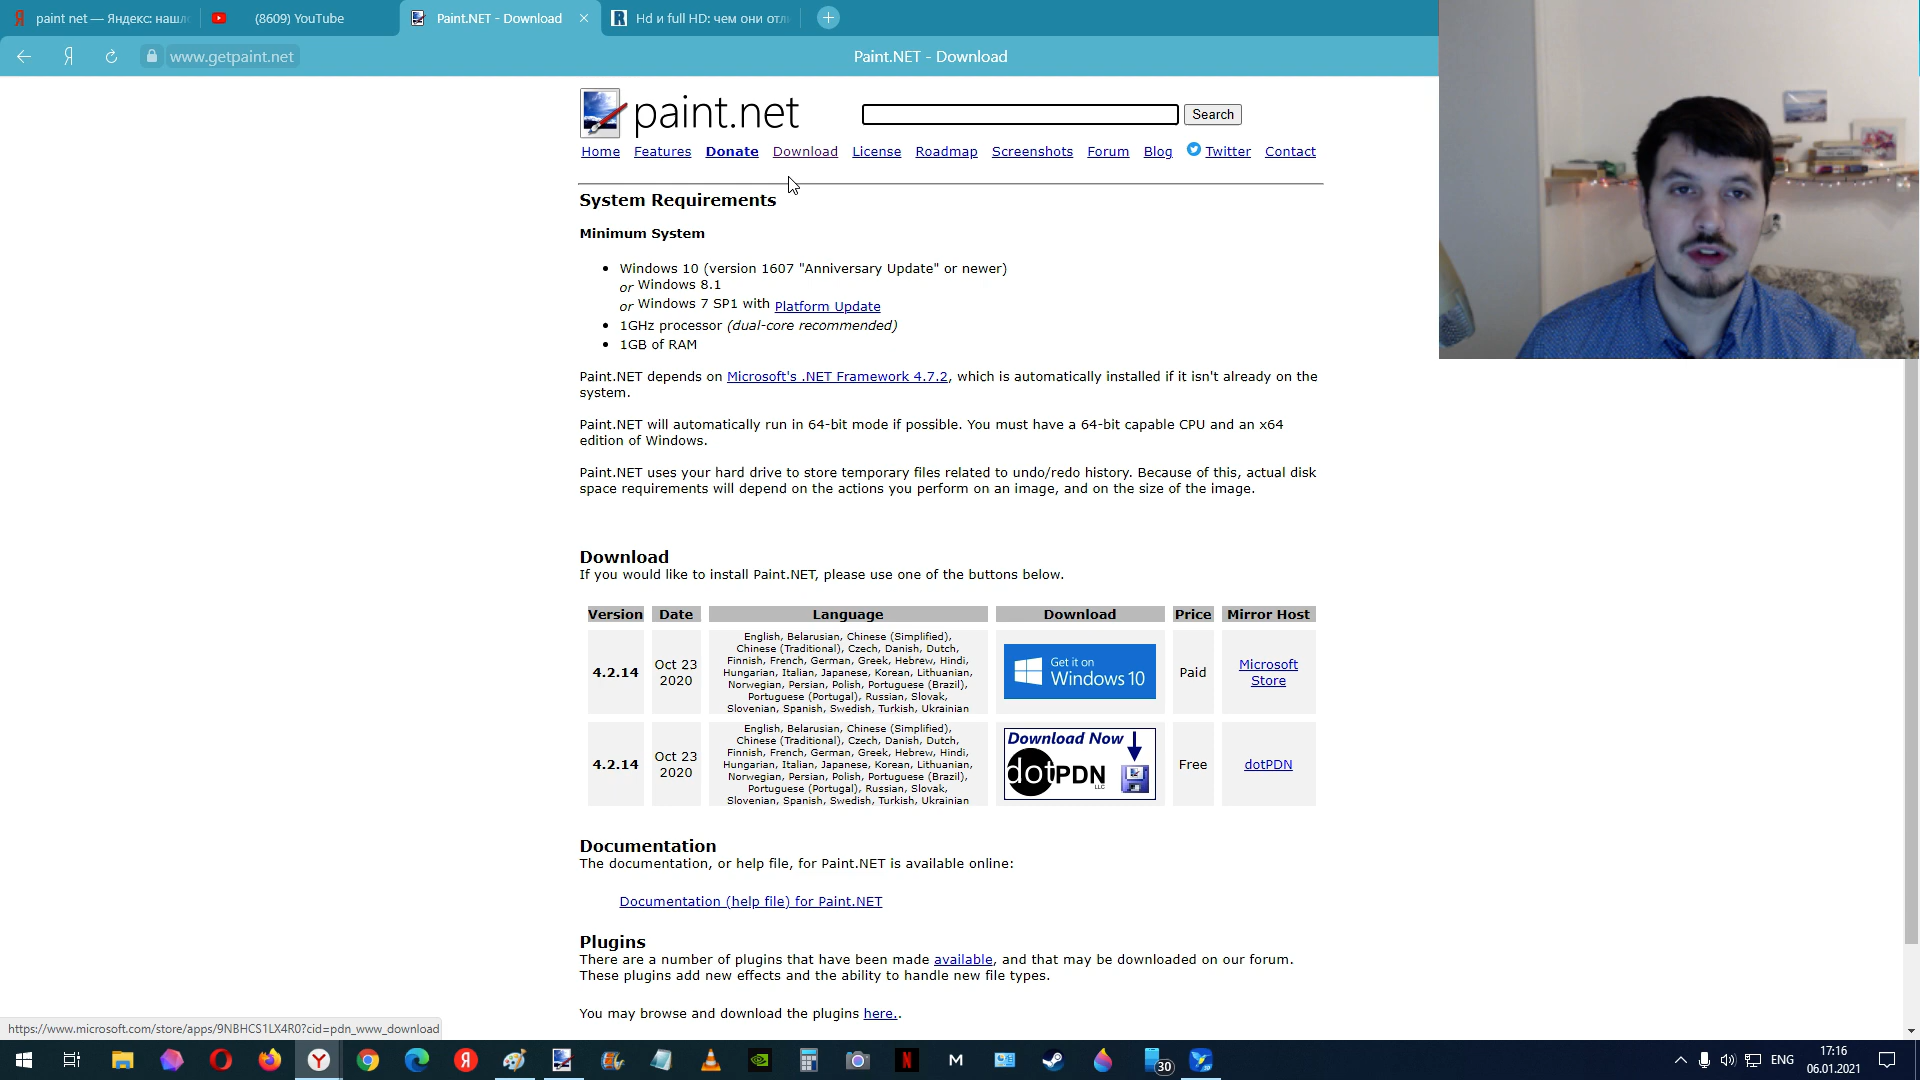 paint net — Яндекс: нашл
(8609) YouTube
Paint.NET - Download
Hd и full HD: чем они отли
www.getpaint.net
Paint.NET - Download
paint.net
Search
Home Features Donate Download License Roadmap Screenshots Forum Blog Twitter Contact
System Requirements
Minimum System
Windows 10 (version 1607 "Anniversary Update" or newer)
or Windows 8.1
or Windows 7 SP1 with Platform Update
1GHz processor (dual-core recommended)
1GB of RAM
Paint.NET depends on Microsoft's .NET Framework 4.7.2, which is automatically installed if it isn't already on the
system.
Paint.NET will automatically run in 64-bit mode if possible. You must have a 64-bit capable CPU and an x64
edition of Windows.
Paint.NET uses your hard drive to store temporary files related to undo/redo history. Because of this, actual disk
space requirements will depend on the actions you perform on an image, and on the size of the image.
Download
If you would like to install Paint.NET, please use one of the buttons below.
Version Date Language Download Price Mirror Host
4.2.14
Oct 23
2020
English, Belarusian, Chinese (Simplified),
Chinese (Traditional), Czech, Danish, Dutch,
Finnish, French, German, Greek, Hebrew, Hindi,
Hungarian, Italian, Japanese, Korean, Lithuanian,
Norwegian, Persian, Polish, Portuguese (Brazil),
Portuguese (Portugal), Russian, Slovak,
Slovenian, Spanish, Swedish, Turkish, Ukrainian
Get it on
Windows 10
Paid
Microsoft
Store
4.2.14
Oct 23
2020
English, Belarusian, Chinese (Simplified),
Chinese (Traditional), Czech, Danish, Dutch,
Finnish, French, German, Greek, Hebrew, Hindi,
Hungarian, Italian, Japanese, Korean, Lithuanian,
Norwegian, Persian, Polish, Portuguese (Brazil),
Portuguese (Portugal), Russian, Slovak,
Slovenian, Spanish, Swedish, Turkish, Ukrainian
Download Now
dotPDN
LLC
Free
dotPDN
Documentation
The documentation, or help file, for Paint.NET is available online:
Documentation (help file) for Paint.NET
Plugins
There are a number of plugins that have been made available, and that may be downloaded on our forum.
These plugins add new effects and the ability to handle new file types.
You may browse and download the plugins here..
https://www.microsoft.com/store/apps/9NBHCS1LX4R0?cid=pdn_www_download
30
ENG
17:16
06.01.2021